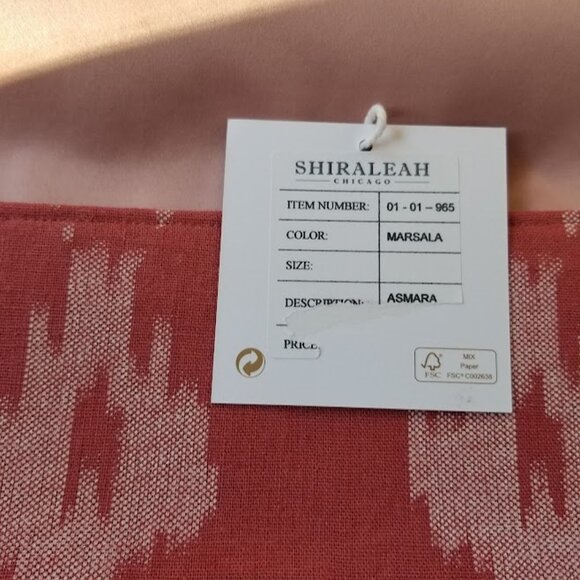 SHIRALEAH
CHICAGO
ITEM NUMBER: 01 - 01 - 965
COLOR: MARSALA
SIZE:
DESCRIPTION: ASMARA
PRICE
MIX
Paper
FSC FSC® C002638